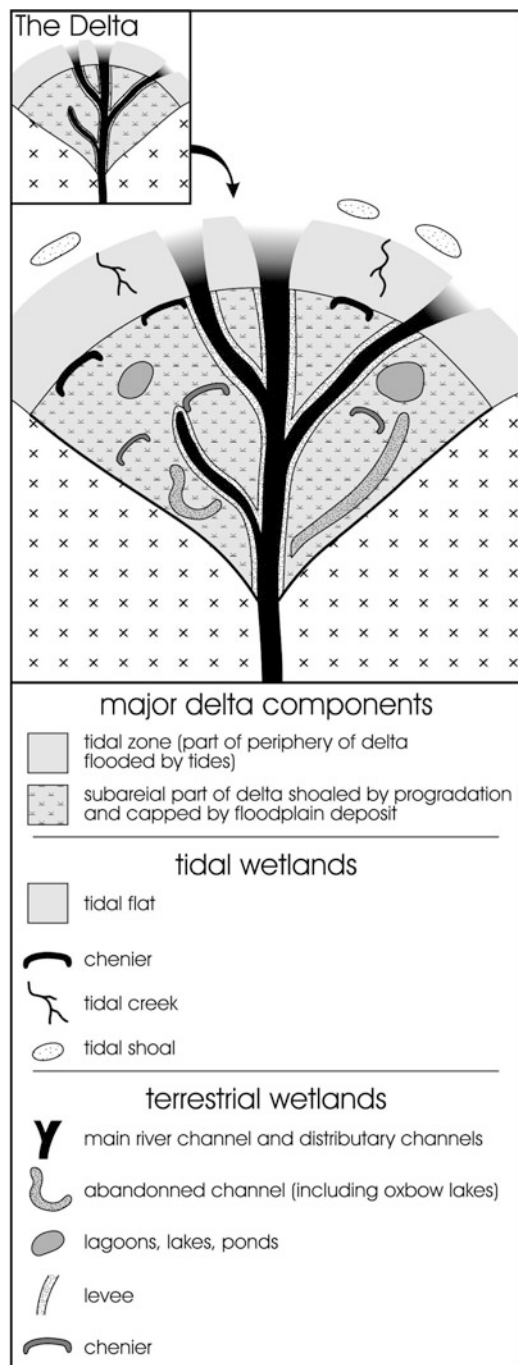 The Delta
major delta components
tidal zone (part of periphery of delta
flooded by tides)
subareial part of delta shoaled by progradation
and capped by floodplain deposit
tidal wetlands
tidal flat
chenier
tidal creek
tidal shoal
terrestrial wetlands
main river channel and distributary channels
abandonned channel (including oxbow lakes)
lagoons, lakes, ponds
levee
chenier